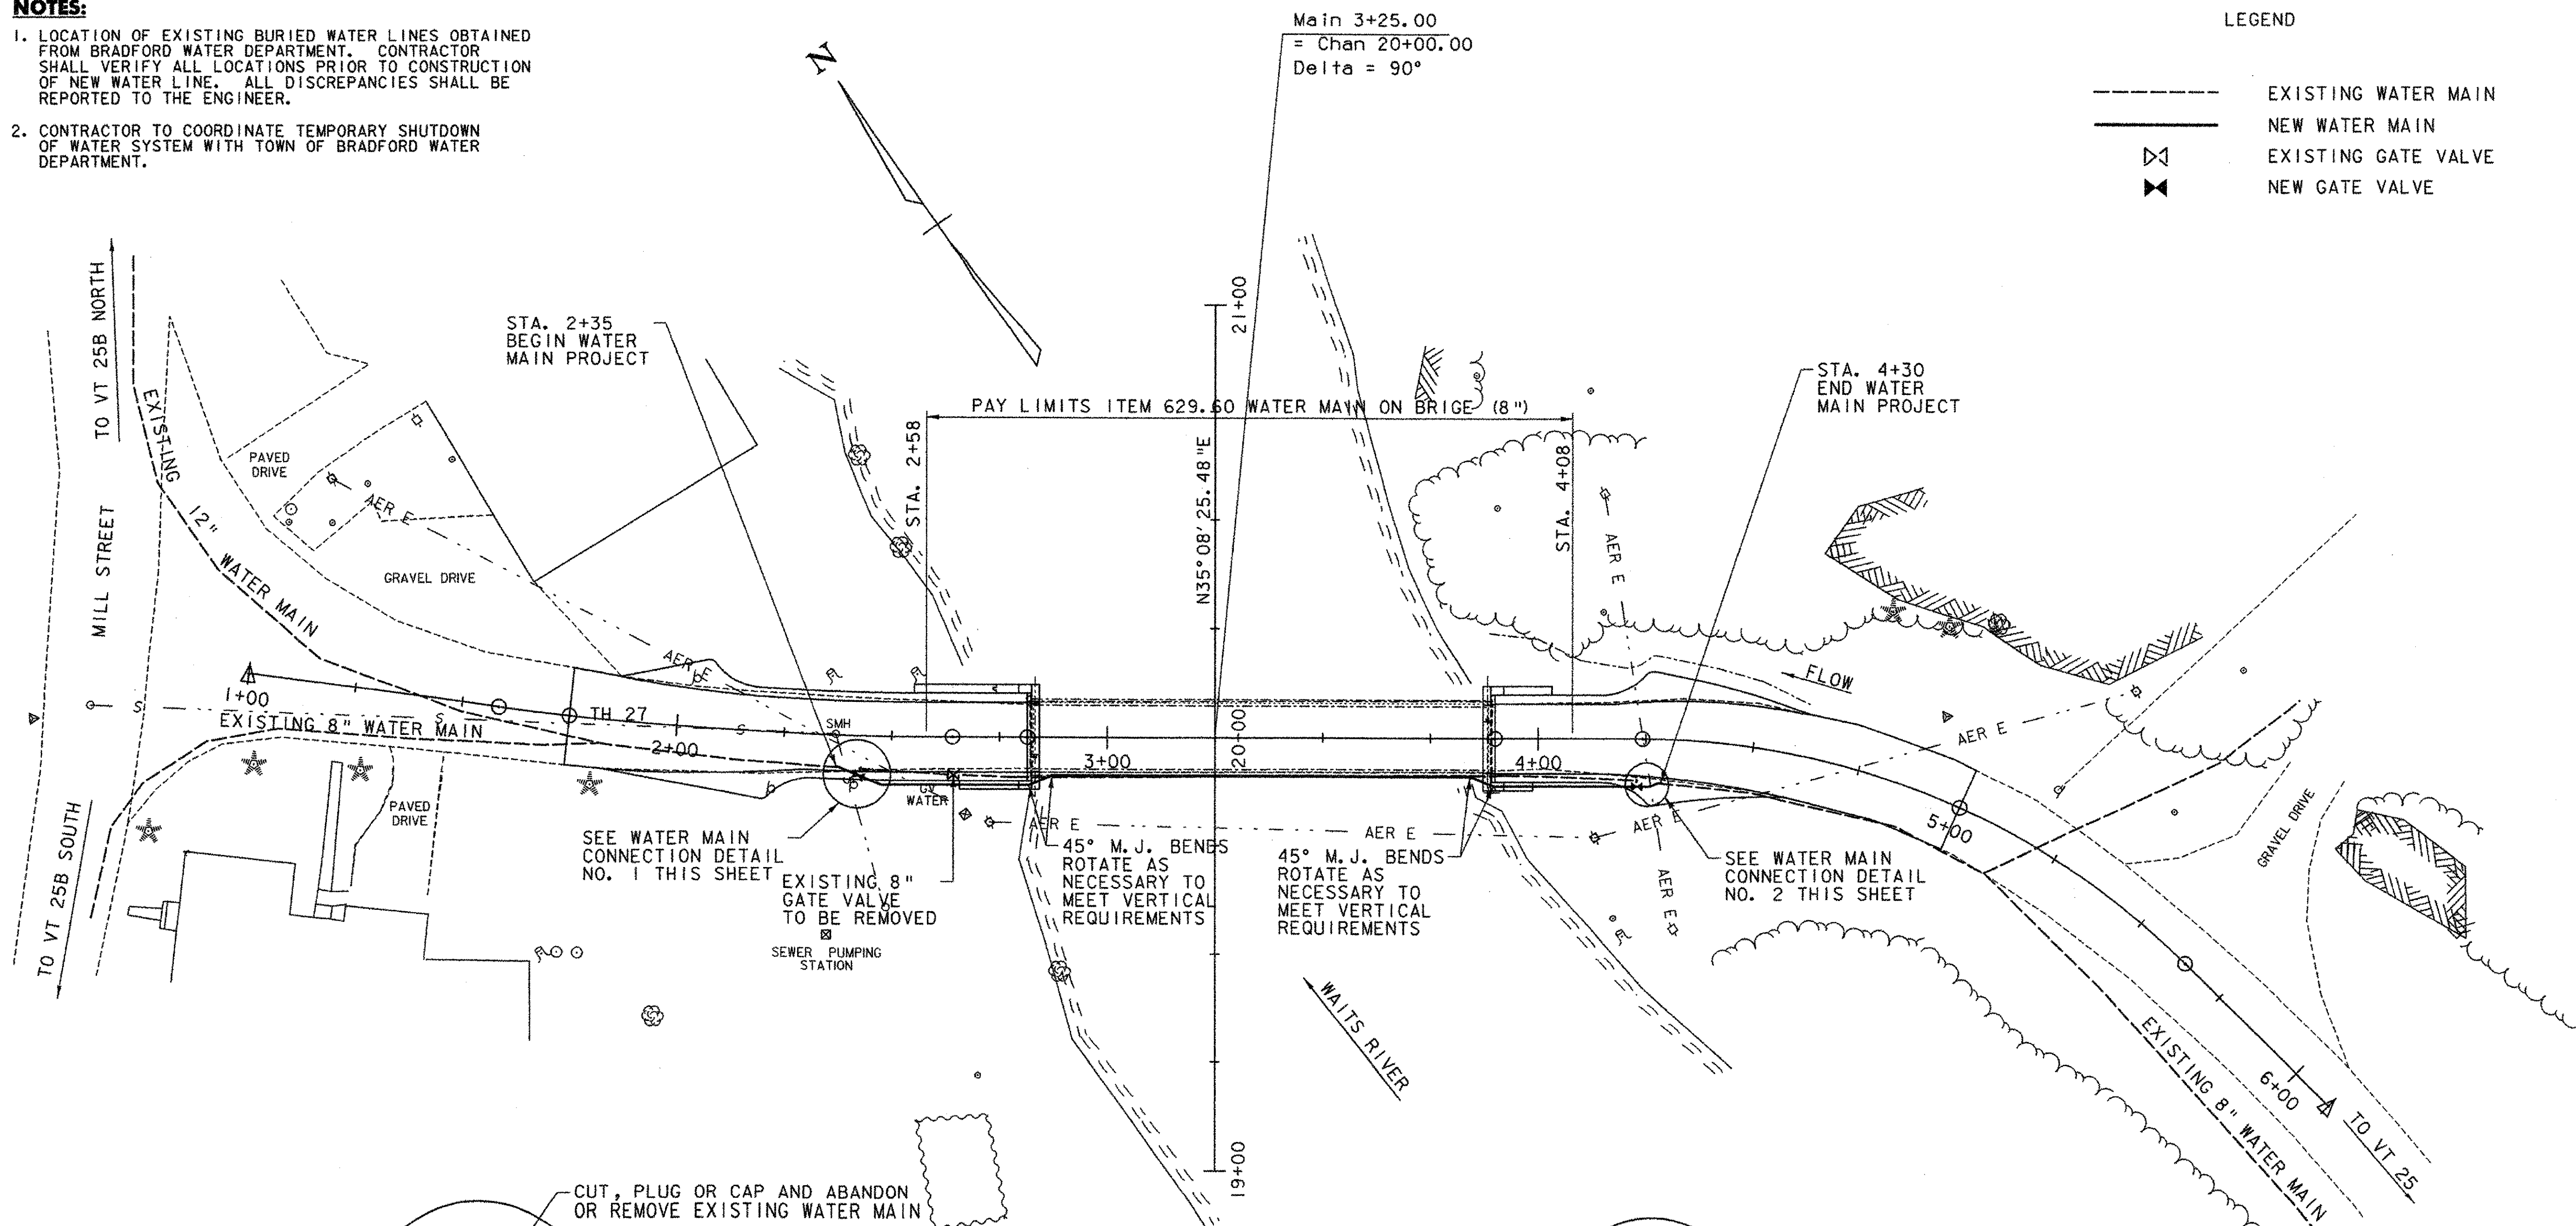 NOTES:
1. LOCATION OF EXISTING BURIED WATER LINES OBTAINED
FROM BRADFORD WATER DEPARTMENT. CONTRACTOR
SHALL VERIFY ALL LOCATIONS PRIOR TO CONSTRUCTION
OF NEW WATER LINE. ALL DISCREPANCIES SHALL BE
REPORTED TO THE ENGINEER.
2. CONTRACTOR TO COORDINATE TEMPORARY SHUTDOWN
OF WATER SYSTEM WITH TOWN OF BRADFORD WATER
DEPARTMENT.
N
Main 3+25.00
= Chan 20+00.00
Delta = 90°
LEGEND
EXISTING WATER MAIN
NEW WATER MAIN
EXISTING GATE VALVE
NEW GATE VALVE
TO VT 25B NORTH
MILL STREET
TO VT 25B SOUTH
EXISTING
12" WATER MAIN
PAVED
DRIVE
AER E
GRAVEL DRIVE
STA. 2+35
BEGIN WATER
MAIN PROJECT
21+00
PAY LIMITS ITEM 629.60 WATER MAIN ON BRIGE (8")
STA. 2+58
N35°08'25.48"E
STA. 4+08
STA. 4+30
END WATER
MAIN PROJECT
AER E
AER E
FLOW
AER E
1+00
S
S
S
EXISTING 8" WATER MAIN
TH 27
2+00
SMH
3+00
20+00
4+00
5+00
6+00
GV
WATER
PAVED
DRIVE
AER E
AER E
AER E
AER E
SEE WATER MAIN
CONNECTION DETAIL
NO. 1 THIS SHEET
EXISTING 8"
GATE VALVE
TO BE REMOVED
SEWER PUMPING
STATION
45° M.J. BENDS
ROTATE AS
NECESSARY TO
MEET VERTICAL
REQUIREMENTS
45° M.J. BENDS
ROTATE AS
NECESSARY TO
MEET VERTICAL
REQUIREMENTS
SEE WATER MAIN
CONNECTION DETAIL
NO. 2 THIS SHEET
GRAVEL DRIVE
WAITS RIVER
EXISTING 8" WATER MAIN
TO VT 25
19+00
CUT, PLUG OR CAP AND ABANDON
OR REMOVE EXISTING WATER MAIN